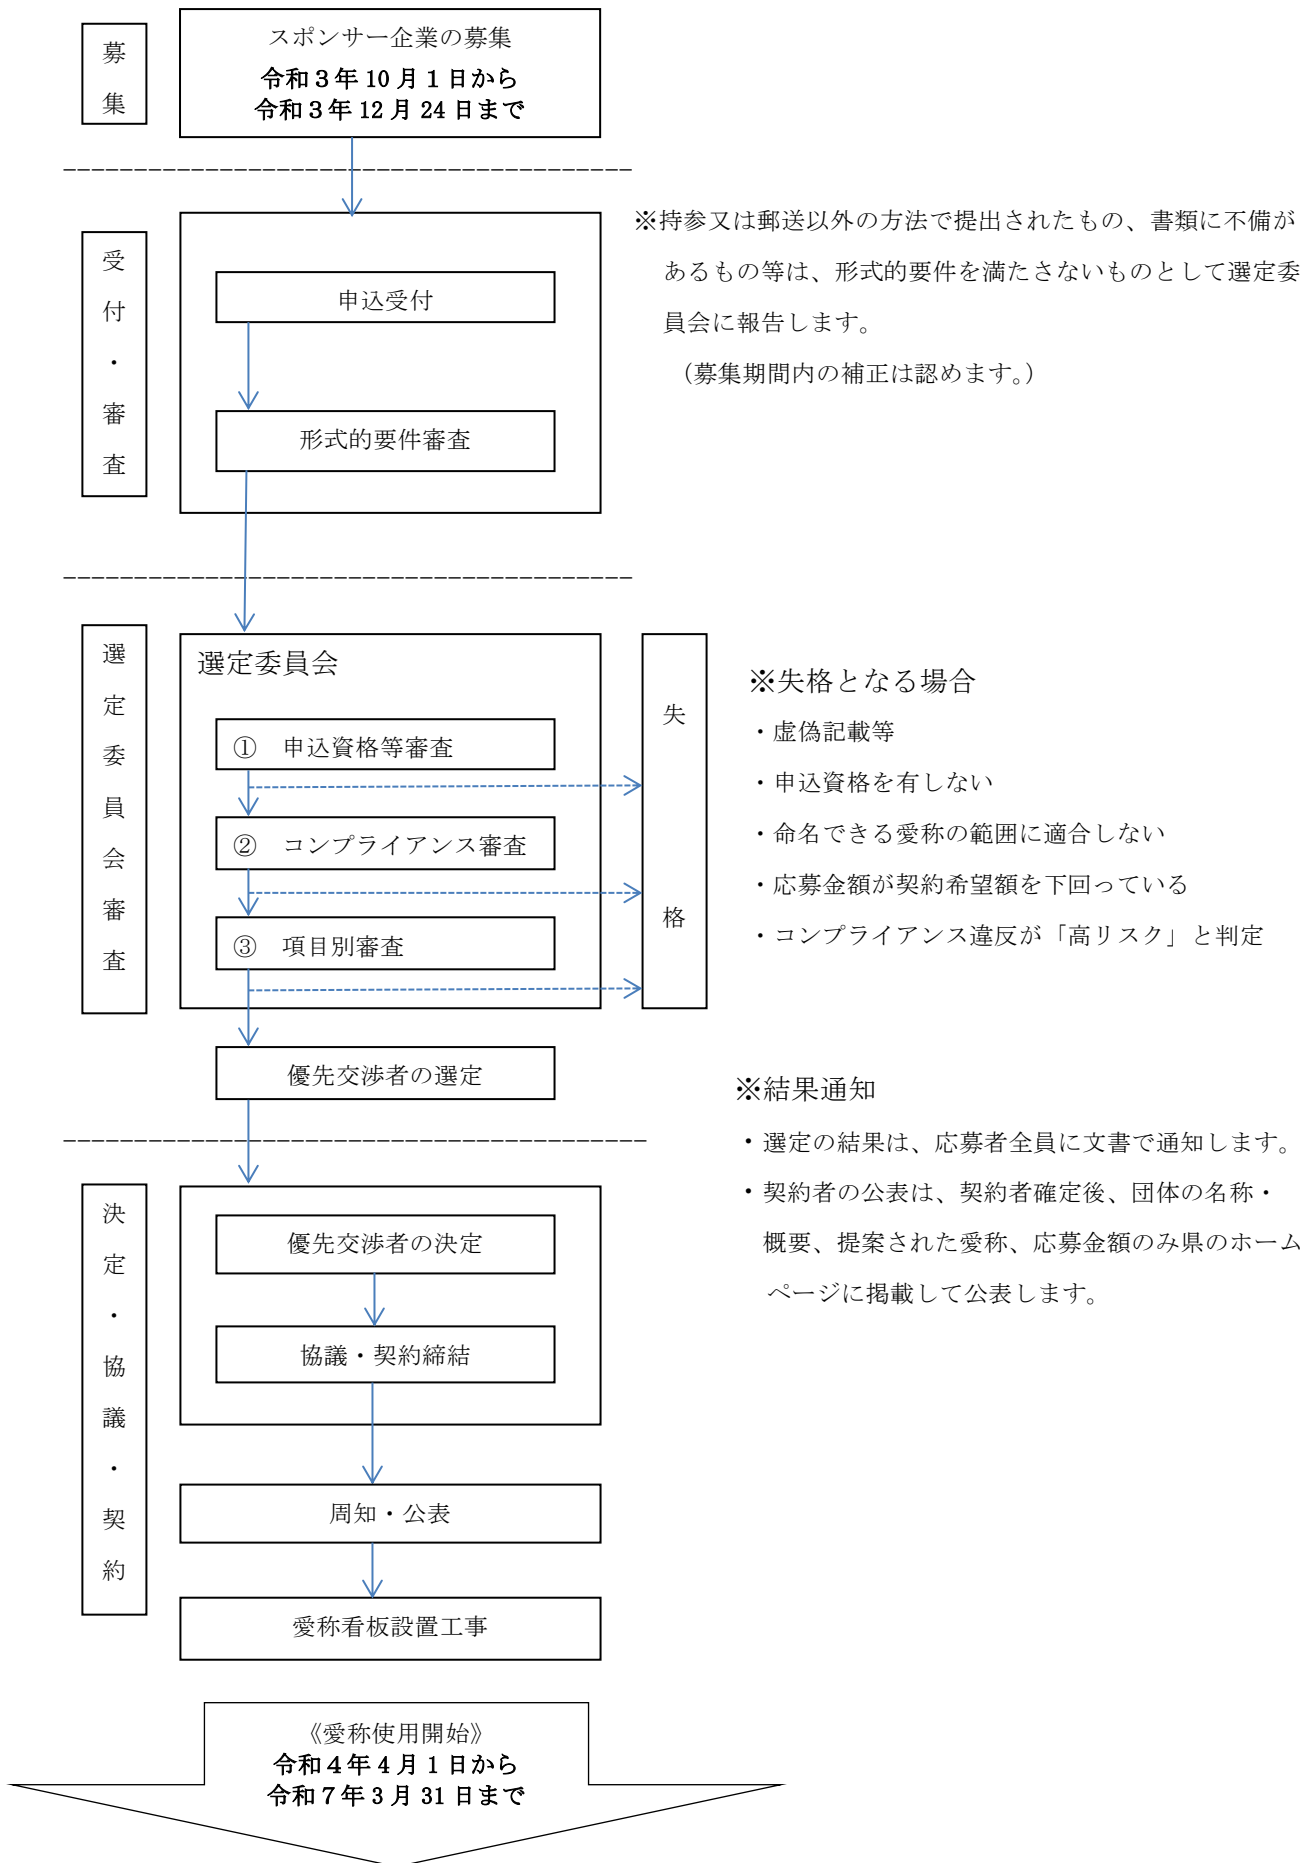 募集
スポンサー企業の募集
令和３年 10 月１日から
令和３年 12 月 24 日まで
受付・審査
申込受付
形式的要件審査
※持参又は郵送以外の方法で提出されたもの、書類に不備が
あるもの等は、形式的要件を満たさないものとして選定委
員会に報告します。
（募集期間内の補正は認めます。）
選定委員会審査
選定委員会
① 申込資格等審査
② コンプライアンス審査
③ 項目別審査
失格
※失格となる場合
・虚偽記載等
・申込資格を有しない
・命名できる愛称の範囲に適合しない
・応募金額が契約希望額を下回っている
・コンプライアンス違反が「高リスク」と判定
優先交渉者の選定
※結果通知
・選定の結果は、応募者全員に文書で通知します。
・契約者の公表は、契約者確定後、団体の名称・
概要、提案された愛称、応募金額のみ県のホーム
ページに掲載して公表します。
決定・協議・契約
優先交渉者の決定
協議・契約締結
周知・公表
愛称看板設置工事
《愛称使用開始》
令和４年４月１日から
令和７年３月 31 日まで